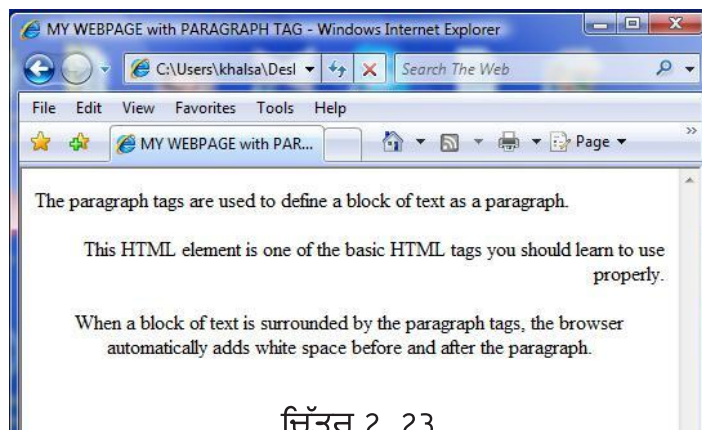 MY WEBPAGE with PARAGRAPH TAG - Windows Internet Explorer
C:\Users\khalsa\Desl
Search The Web
File Edit View Favorites Tools Help
MY WEBPAGE with PAR...
Page
The paragraph tags are used to define a block of text as a paragraph.
This HTML element is one of the basic HTML tags you should learn to use
properly.
When a block of text is surrounded by the paragraph tags, the browser
automatically adds white space before and after the paragraph.
ਚਿੱਤਰ 2. 23